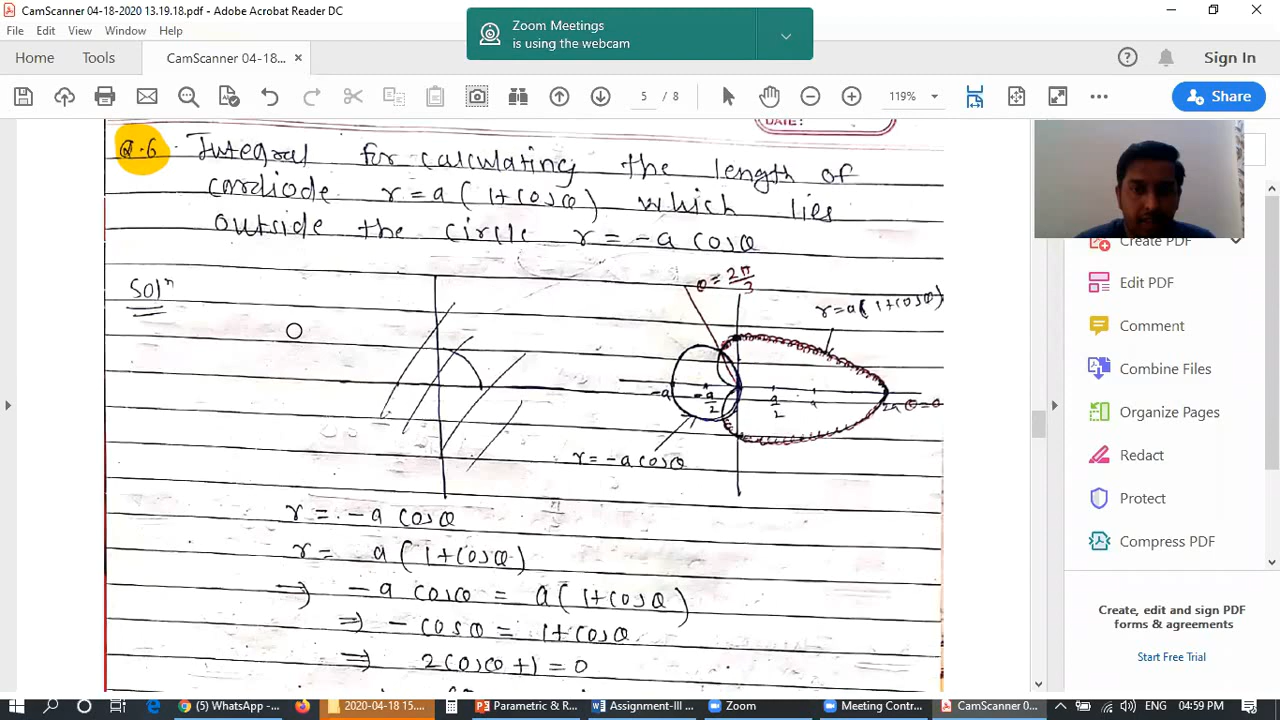 CamScanner 04-18-2020 13.19.18.pdf - Adobe Acrobat Reader DC
File Edit View Window Help
Zoom Meetings
is using the webcam
Home Tools CamScanner 04-18... × Sign In
5 / 8 119% Share
DATE:
Q.6 Integral for calculating the length of
cardiode r = a(1+cosθ) which lies
outside the circle r = -a cosθ
Solⁿ
θ = 2π/3
r = a(1+cosθ)
-a -a/2 a/2 a 2a θ=0
r = -a cosθ
r = -a cosθ
r = a(1+cosθ)
⇒ -a cosθ = a(1+cosθ)
⇒ -cosθ = 1+cosθ
⇒ 2cosθ+1 = 0
Create PDF
Edit PDF
Comment
Combine Files
Organize Pages
Redact
Protect
Compress PDF
Create, edit and sign PDF
forms & agreements
Start Free Trial
(5) WhatsApp -... 2020-04-18 15.... Parametric & R... Assignment-III ... Zoom Meeting Contr... CamScanner 04-... ENG 04:59 PM